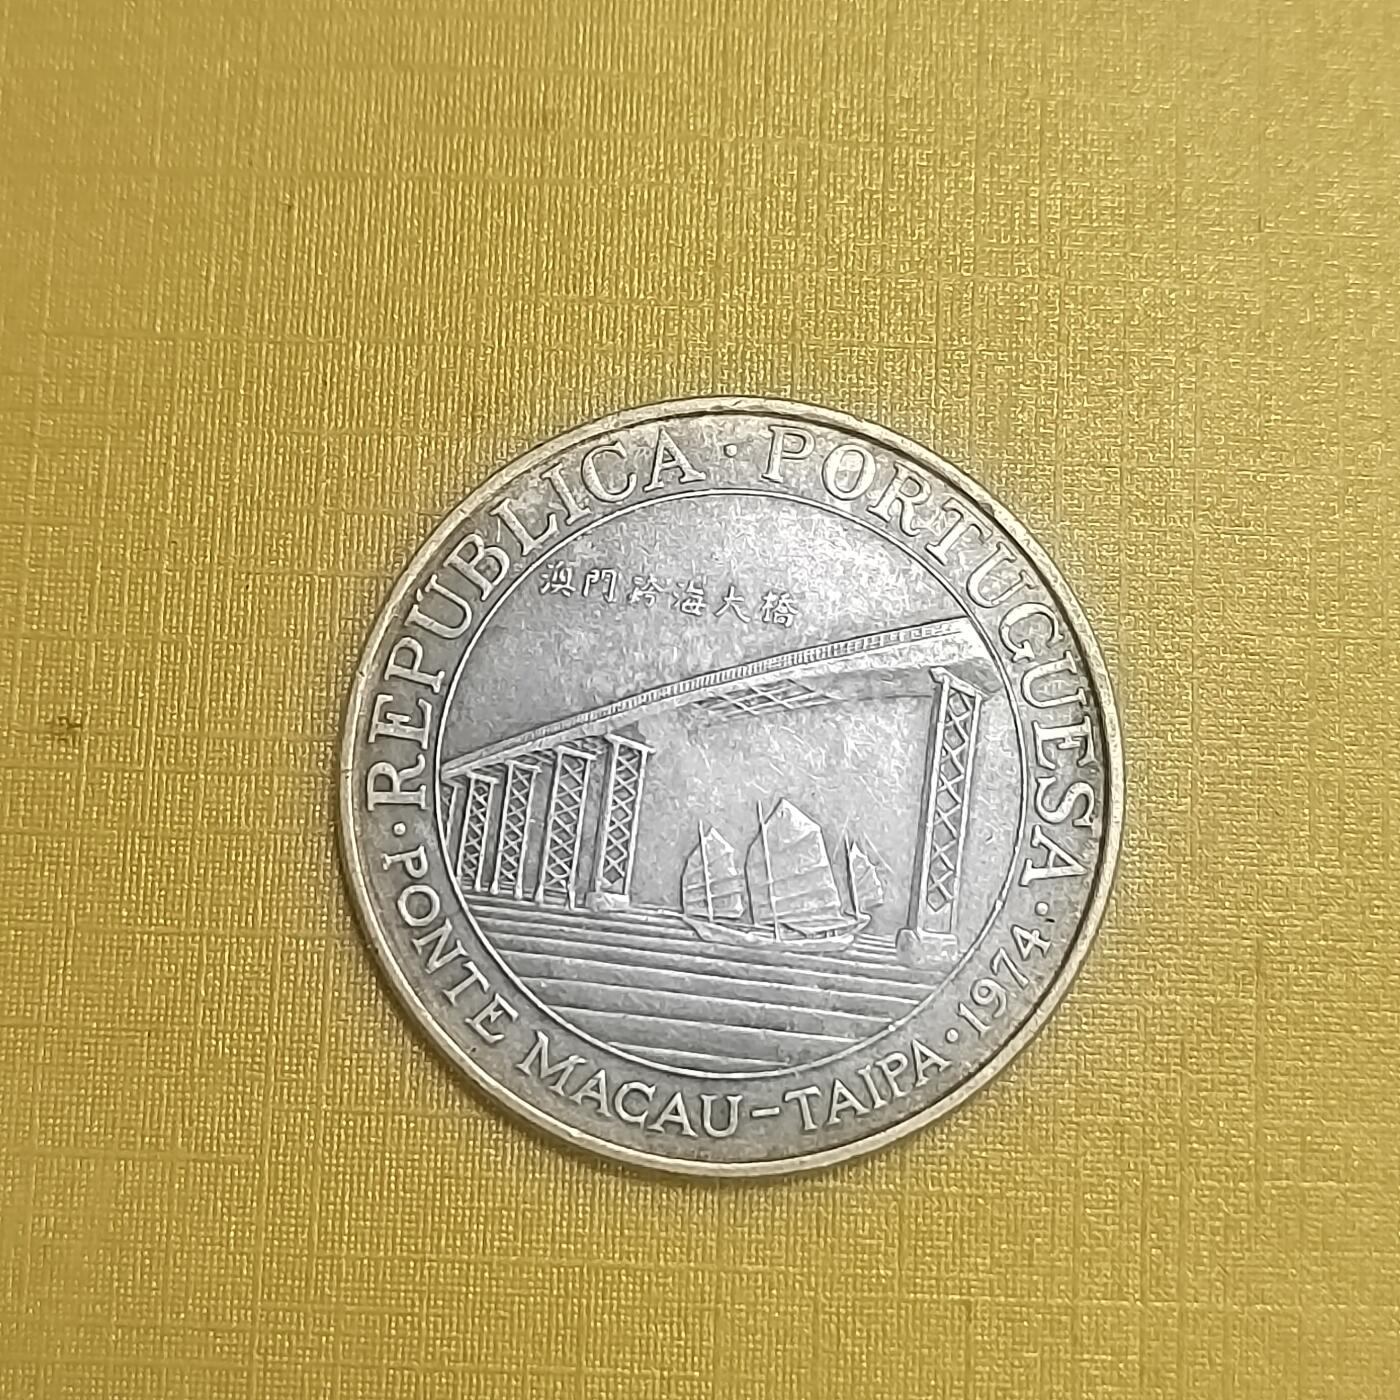 ·REPUBLICA · PORTUGUESA·
澳門跨海大橋
PONTE MACAU-TAIPA·1974